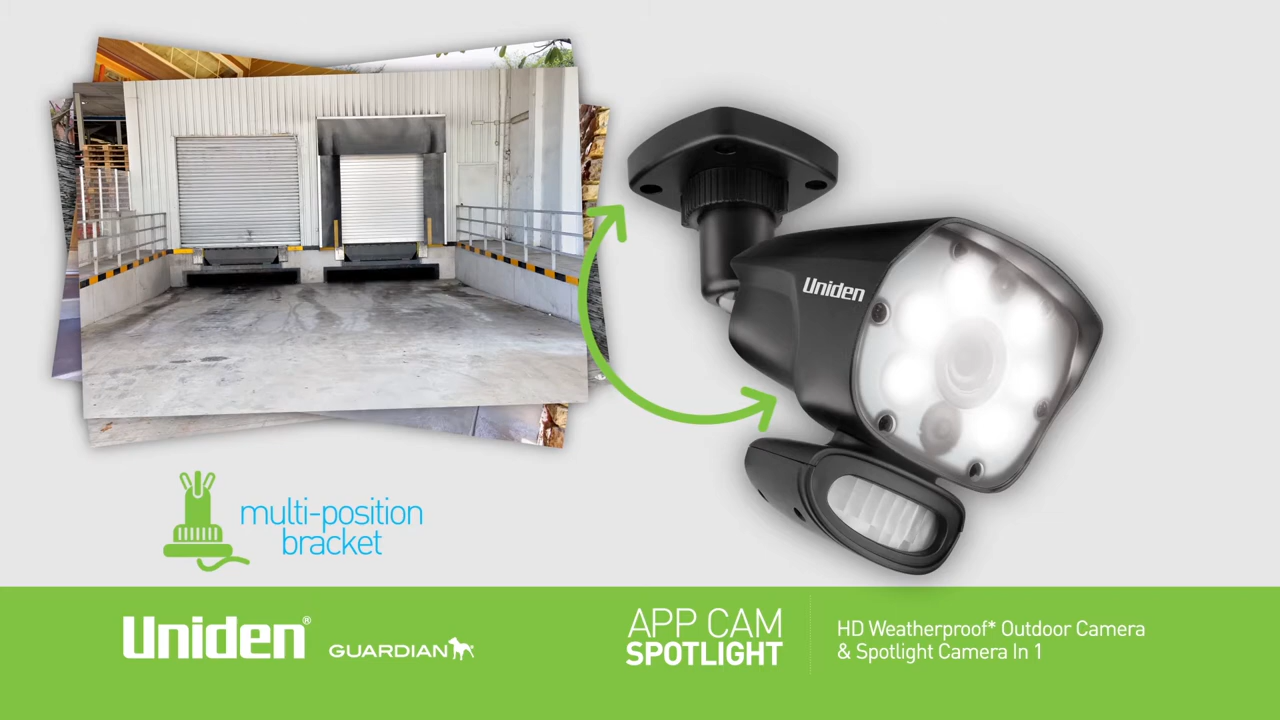 Uniden
multi-position
bracket
Uniden®
GUARDIAN
APP CAM
SPOTLIGHT
HD Weatherproof* Outdoor Camera
& Spotlight Camera In 1